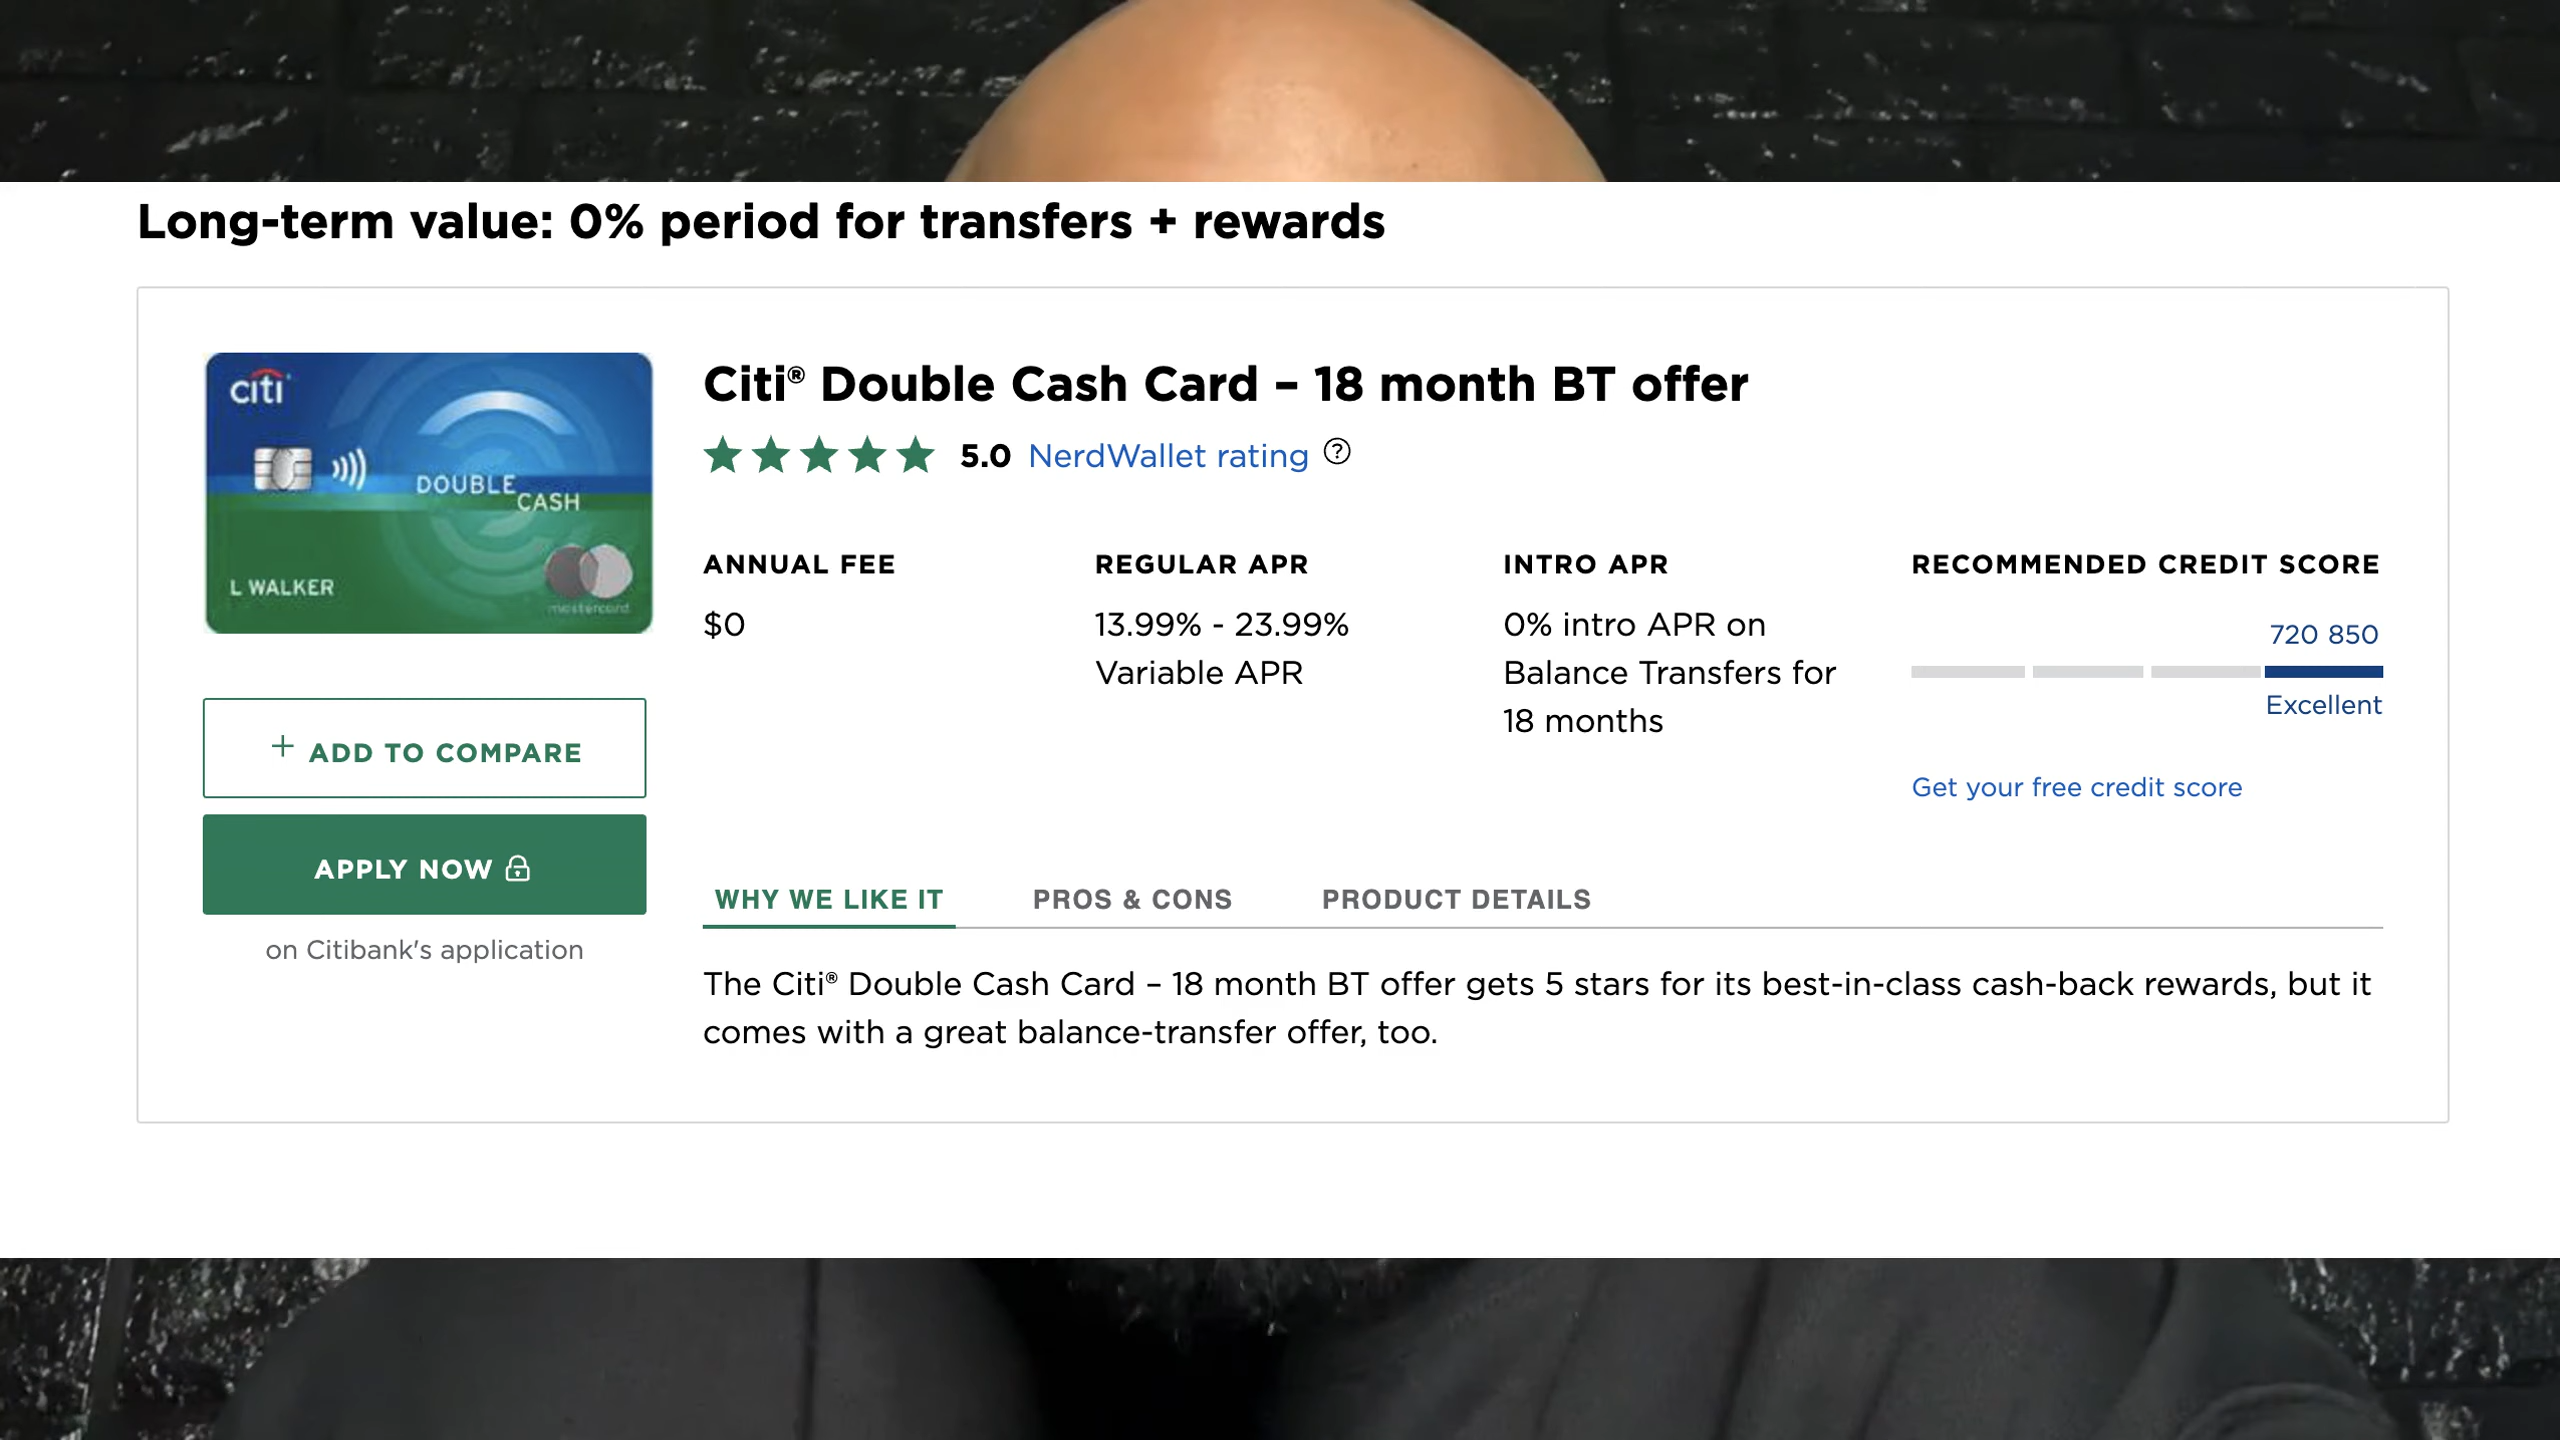 Long-term value: 0% period for transfers + rewards
citi
DOUBLE
CASH
L WALKER
mastercard
+ ADD TO COMPARE
APPLY NOW
on Citibank's application
Citi® Double Cash Card – 18 month BT offer
5.0 NerdWallet rating ?
ANNUAL FEE
$0
REGULAR APR
13.99% - 23.99%
Variable APR
INTRO APR
0% intro APR on
Balance Transfers for
18 months
RECOMMENDED CREDIT SCORE
720 850
Excellent
Get your free credit score
WHY WE LIKE IT PROS & CONS PRODUCT DETAILS
The Citi® Double Cash Card – 18 month BT offer gets 5 stars for its best-in-class cash-back rewards, but it
comes with a great balance-transfer offer, too.